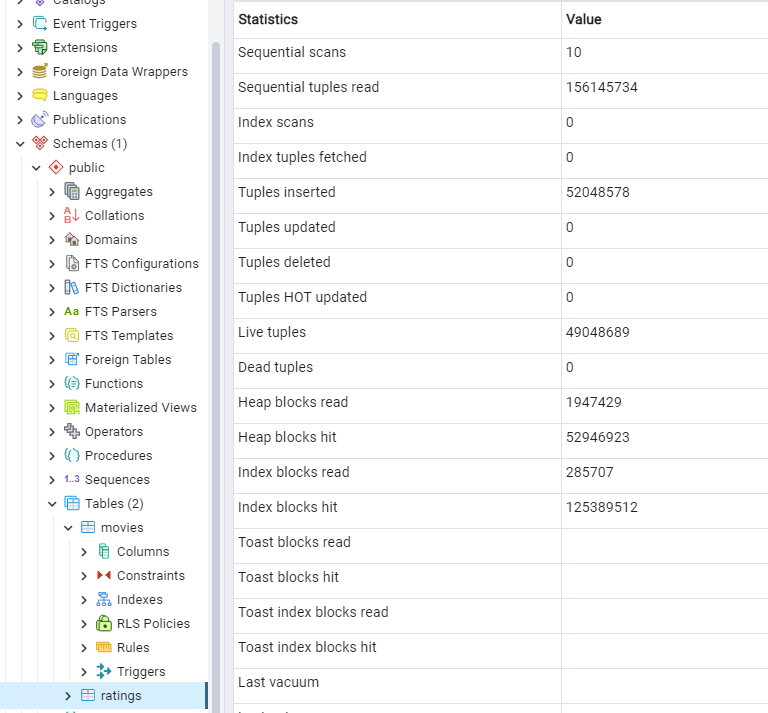 Catalogs
Event Triggers
Extensions
Foreign Data Wrappers
Languages
Publications
Schemas (1)
public
Aggregates
Collations
Domains
FTS Configurations
FTS Dictionaries
Aa FTS Parsers
FTS Templates
Foreign Tables
Functions
Materialized Views
Operators
Procedures
1..3 Sequences
Tables (2)
movies
Columns
Constraints
Indexes
RLS Policies
Rules
Triggers
ratings
Statistics Value
Sequential scans 10
Sequential tuples read 156145734
Index scans 0
Index tuples fetched 0
Tuples inserted 52048578
Tuples updated 0
Tuples deleted 0
Tuples HOT updated 0
Live tuples 49048689
Dead tuples 0
Heap blocks read 1947429
Heap blocks hit 52946923
Index blocks read 285707
Index blocks hit 125389512
Toast blocks read
Toast blocks hit
Toast index blocks read
Toast index blocks hit
Last vacuum